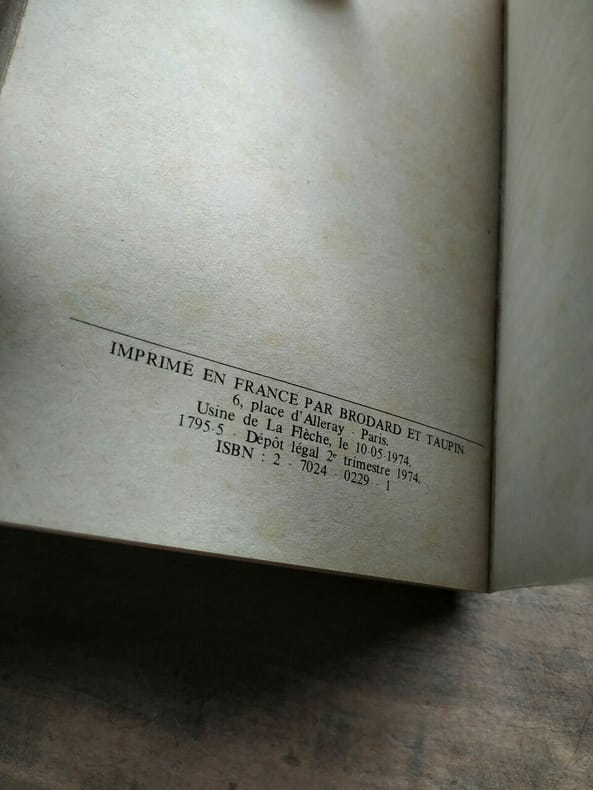 IMPRIMÉ EN FRANCE PAR BRODARD ET TAUPIN
6, place d'Alleray - Paris.
Usine de La Flèche, le 10-05-1974.
1795-5 - Dépôt légal 2e trimestre 1974.
ISBN : 2 - 7024 - 0229 - 1